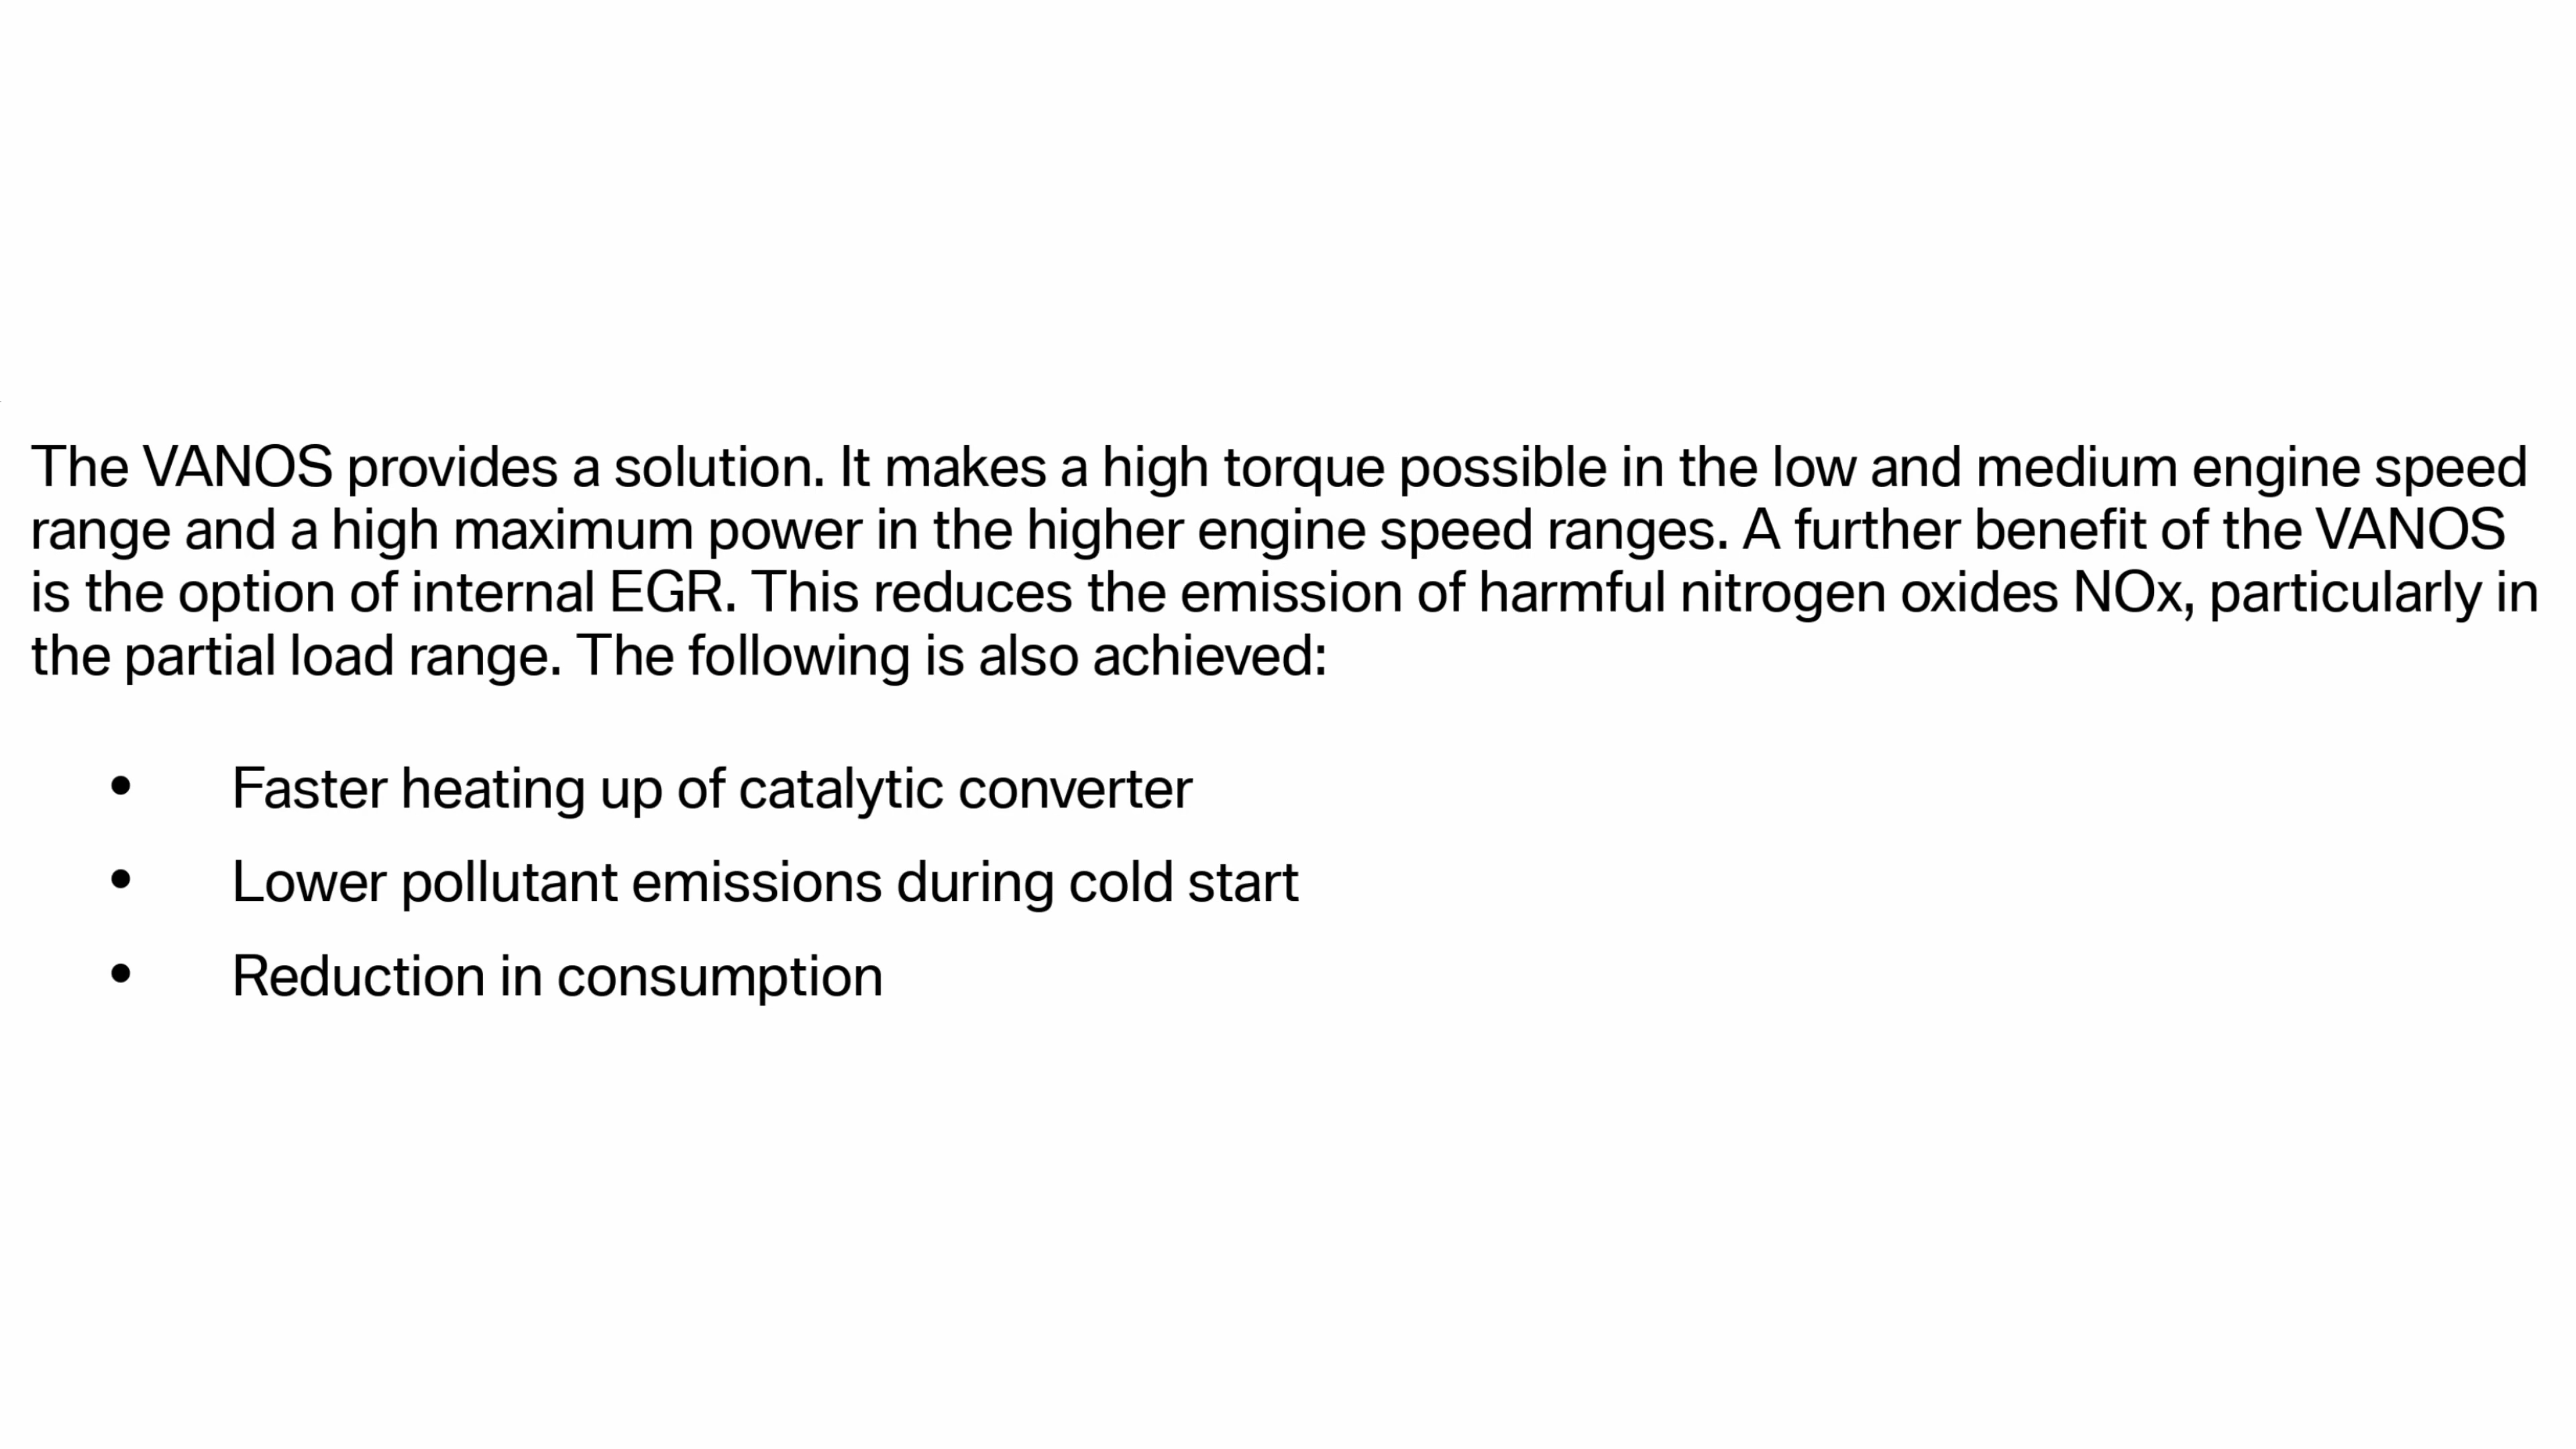 The VANOS provides a solution. It makes a high torque possible in the low and medium engine speed
range and a high maximum power in the higher engine speed ranges. A further benefit of the VANOS
is the option of internal EGR. This reduces the emission of harmful nitrogen oxides NOx, particularly in
the partial load range. The following is also achieved:
• Faster heating up of catalytic converter
• Lower pollutant emissions during cold start
• Reduction in consumption